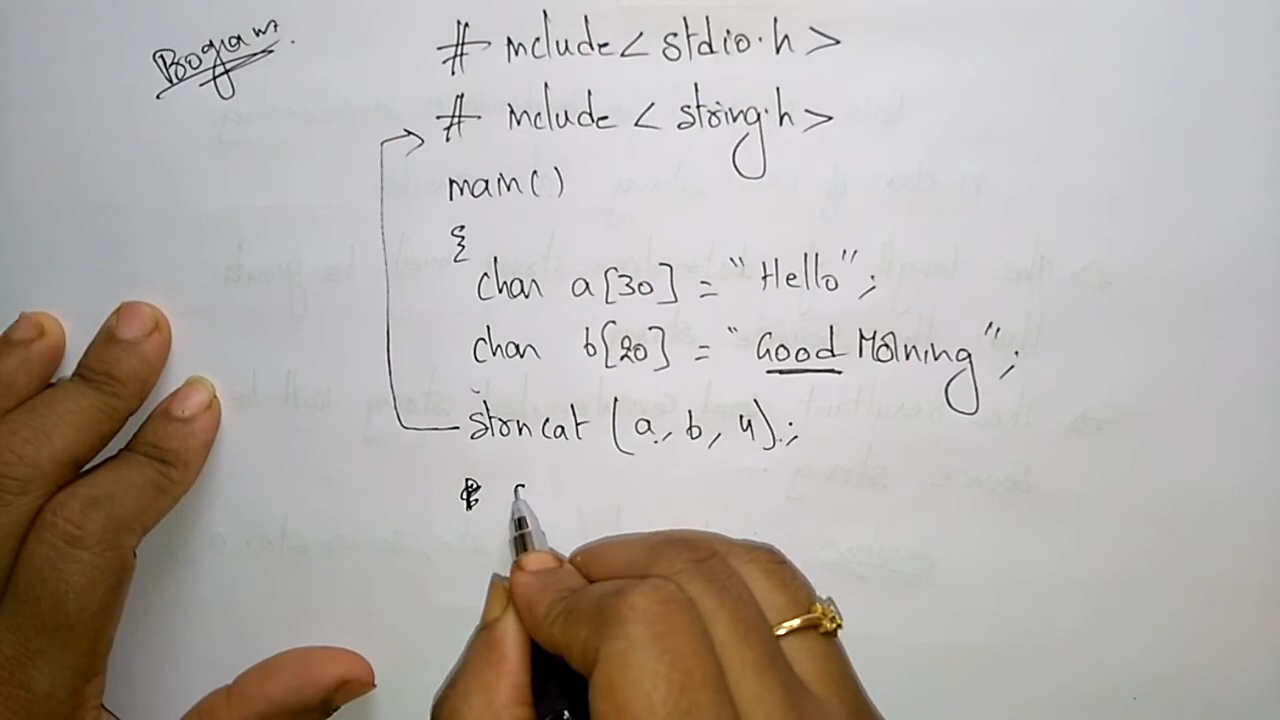 Program.
# include < stdio.h >
# include < string.h >
main()
{
char a[30] = "Hello";
char b[20] = "Good Morning";
strncat (a, b, 4);